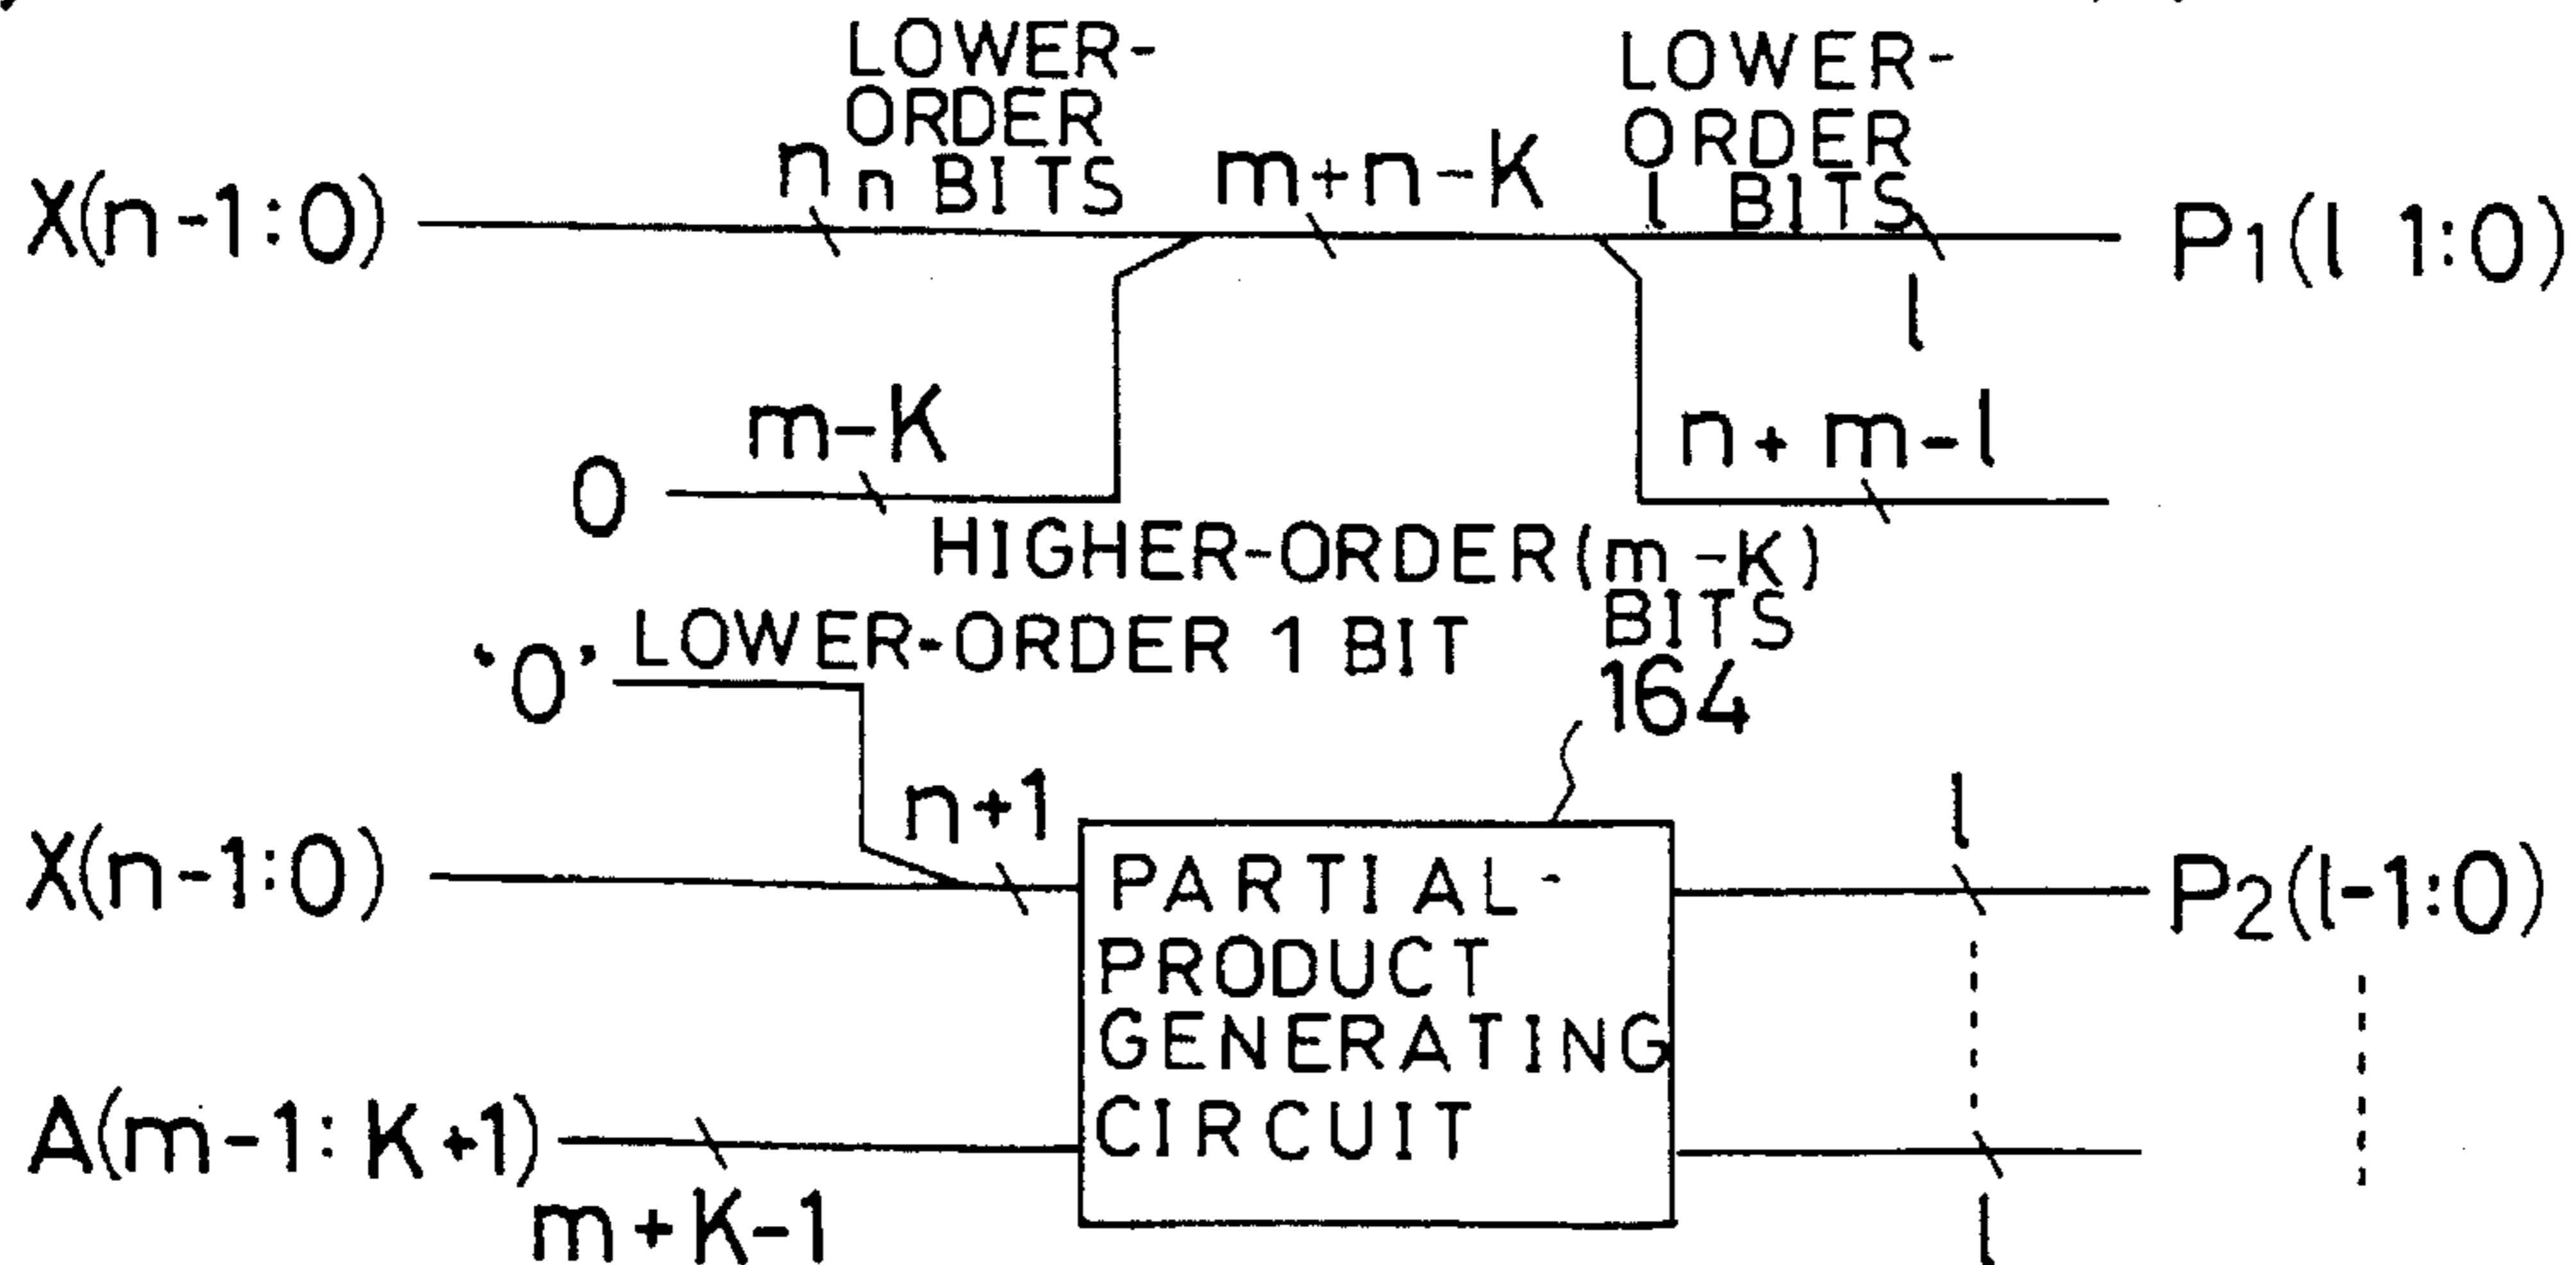 LOWER-
ORDER
n BITS
n
m+n-K
LOWER-
ORDER
l BITS
X(n-1:0)
P1(l 1:0)
l
m-K
n+m-l
0
HIGHER-ORDER(m-K)
BITS
'0' LOWER-ORDER 1 BIT
164
n+1
l
X(n-1:0)
PARTIAL-
PRODUCT
GENERATING
CIRCUIT
P2(l-1:0)
A(m-1:K+1)
m+K-1
l